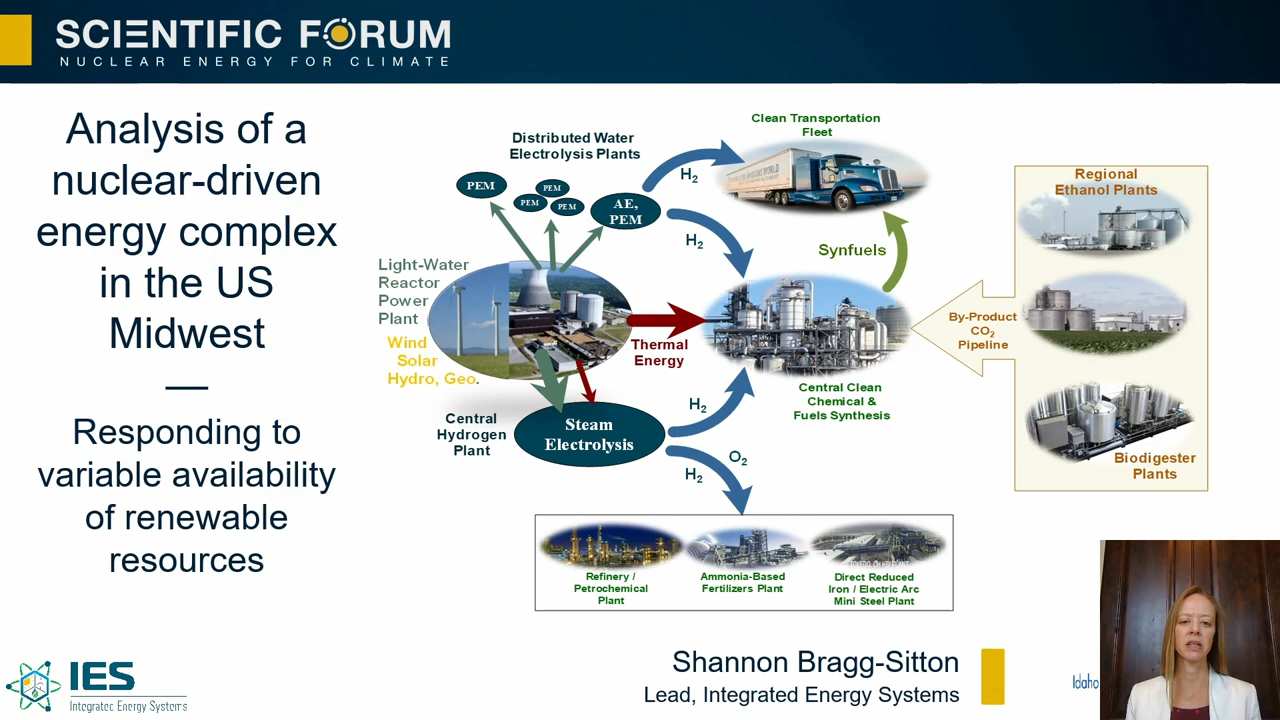 SCIENTIFIC FORUM
NUCLEAR ENERGY FOR CLIMATE
Analysis of a
nuclear-driven
energy complex
in the US
Midwest
—
Responding to
variable availability
of renewable
resources
Distributed Water
Electrolysis Plants
PEM
PEM
PEM
PEM
AE,
PEM
H₂
H₂
Clean Transportation
Fleet
Synfuels
Light-Water
Reactor
Power
Plant
Wind
Solar
Hydro, Geo.
Thermal
Energy
Central
Hydrogen
Plant
Steam
Electrolysis
H₂
H₂
O₂
Central Clean
Chemical &
Fuels Synthesis
By-Product
CO₂
Pipeline
Regional
Ethanol Plants
Biodigester
Plants
Refinery /
Petrochemical
Plant
Ammonia-Based
Fertilizers Plant
Direct Reduced
Iron / Electric Arc
Mini Steel Plant
IES
Integrated Energy Systems
Shannon Bragg-Sitton
Lead, Integrated Energy Systems
Idaho